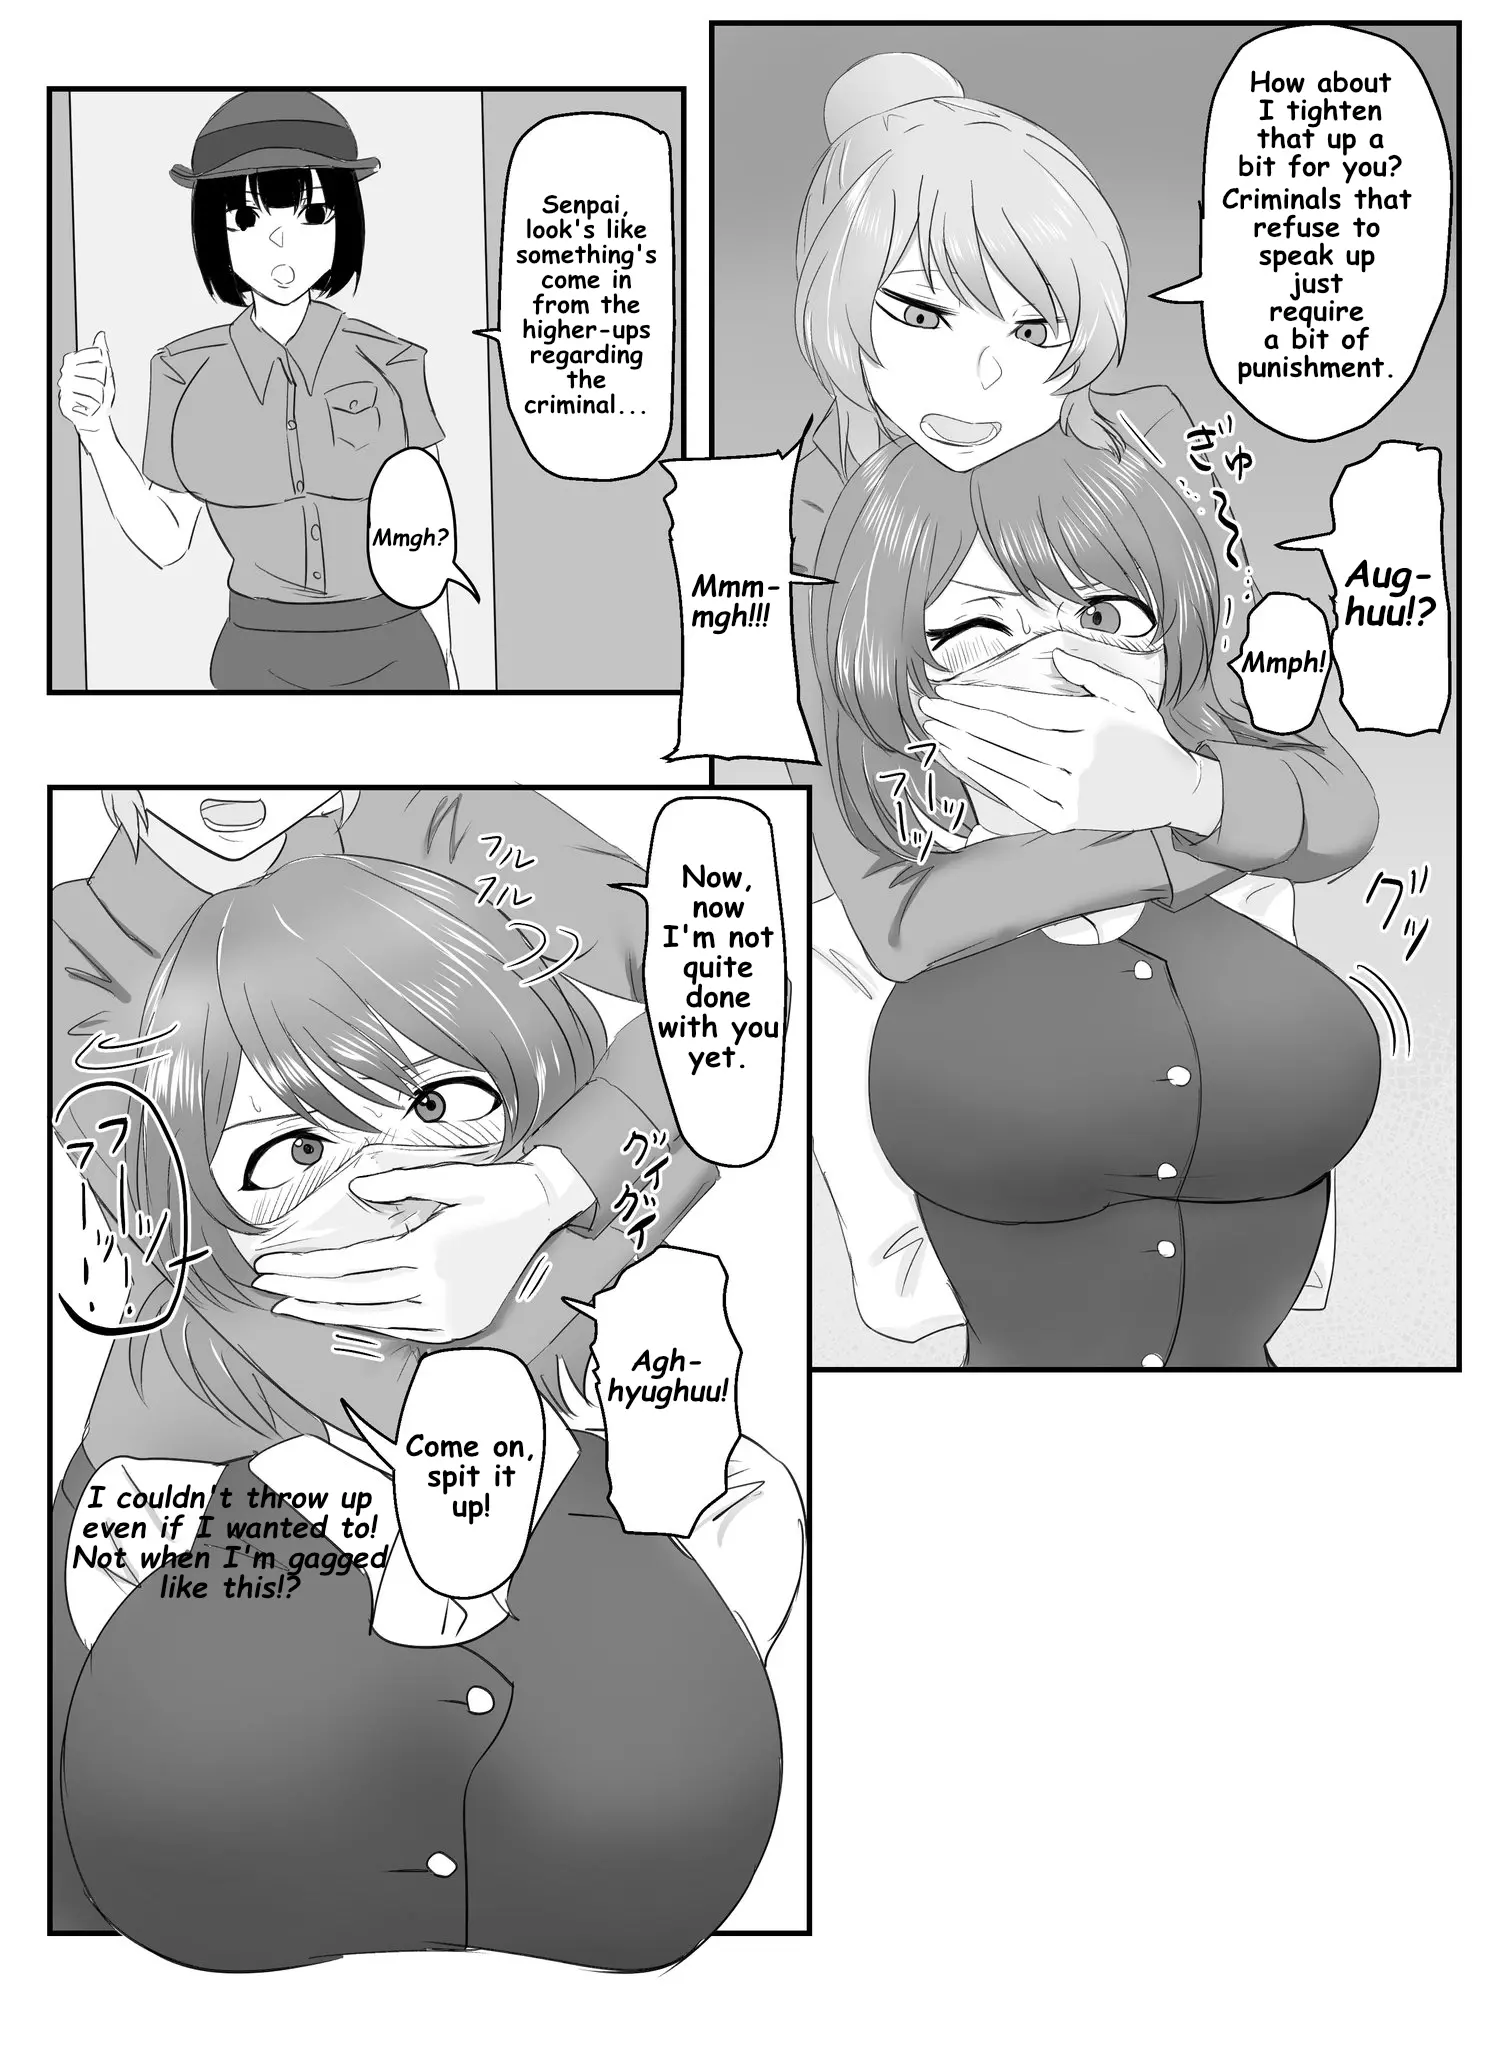 How about
I tighten
that up a
bit for you?
Criminals that
refuse to
speak up
just
require
a bit of
punishment.
ぎゅ～
Aug-
huu!?
Mmph!
Mmm-
mgh!!!
フーッ
フーッ
グッ
Senpai,
look's like
something's
come in
from the
higher-ups
regarding
the
criminal...
Mmgh?
Now,
now
I'm not
quite
done
with you
yet.
フルフル
グイグイ
フーッ
フーッ
Agh-
hyughuu!
Come on,
spit it
up!
I couldn't throw up
even if I wanted to!
Not when I'm gagged
like this!?